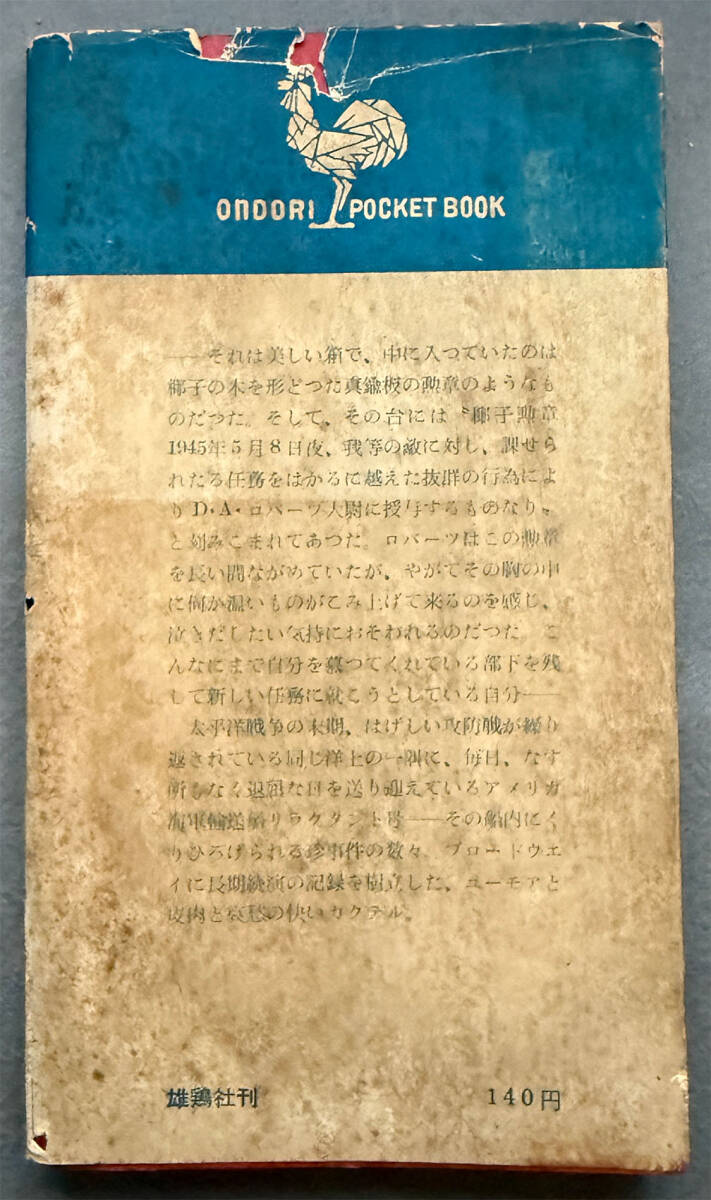 ONDORI POCKET BOOK
――それは美しい箱で、中に入つていたのは
椰子の木を形どつた真鍮板の勲章のようなも
のだつた。そして、その台には〝椰子勲章
1945年5月8日夜、我等の敵に対し、課せら
れたる任務をはかるに越えた抜群の行為によ
りD・A・ロバーツ大尉に授与するものなり〟
と刻みこまれてあつた。ロバーツはこの勲章
を長い間ながめていたが、やがてその胸の中
に何か温いものがこみ上げて来るのを感じ、
泣きだしたい気持におそわれるのだつた。こ
んなにまで自分を慕つてくれている部下を残
して新しい任務に就こうとしている自分――
太平洋戦争の末期、はげしい攻防戦が繰り
返されている同じ洋上の一隅に、毎日、なす
所もなく退屈な日を送り迎えているアメリカ
海軍輸送船リラクタント号――その船内にく
りひろげられる珍事件の数々。ブロードウエ
イに長期続演の記録を樹立した、ユーモアと
皮肉と哀愁の快いカクテル。
雄鶏社刊 140円